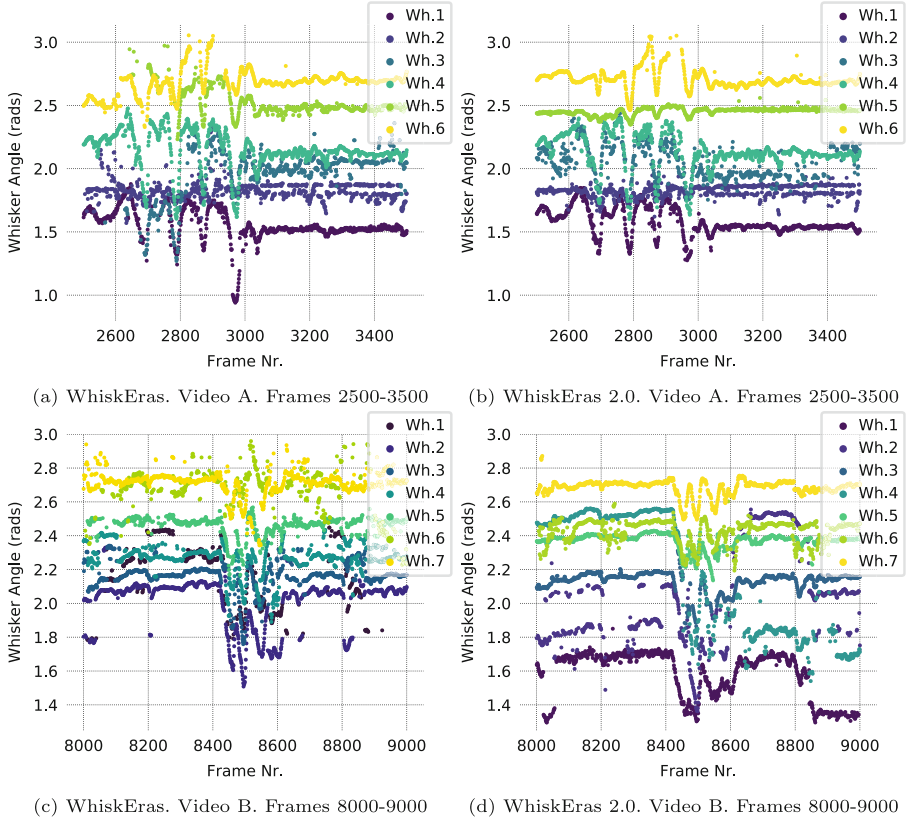 Wh.1
Wh.2
Wh.3
Wh.4
Wh.5
Wh.6
3.0
2.5
2.0
1.5
1.0
Whisker Angle (rads)
2600 2800 3000 3200 3400
Frame Nr.
(a) WhiskEras. Video A. Frames 2500-3500
Wh.1
Wh.2
Wh.3
Wh.4
Wh.5
Wh.6
3.0
2.5
2.0
1.5
1.0
Whisker Angle (rads)
2600 2800 3000 3200 3400
Frame Nr.
(b) WhiskEras 2.0. Video A. Frames 2500-3500
Wh.1
Wh.2
Wh.3
Wh.4
Wh.5
Wh.6
Wh.7
3.0
2.8
2.6
2.4
2.2
2.0
1.8
1.6
1.4
Whisker Angle (rads)
8000 8200 8400 8600 8800 9000
Frame Nr.
(c) WhiskEras. Video B. Frames 8000-9000
Wh.1
Wh.2
Wh.3
Wh.4
Wh.5
Wh.6
Wh.7
3.0
2.8
2.6
2.4
2.2
2.0
1.8
1.6
1.4
Whisker Angle (rads)
8000 8200 8400 8600 8800 9000
Frame Nr.
(d) WhiskEras 2.0. Video B. Frames 8000-9000